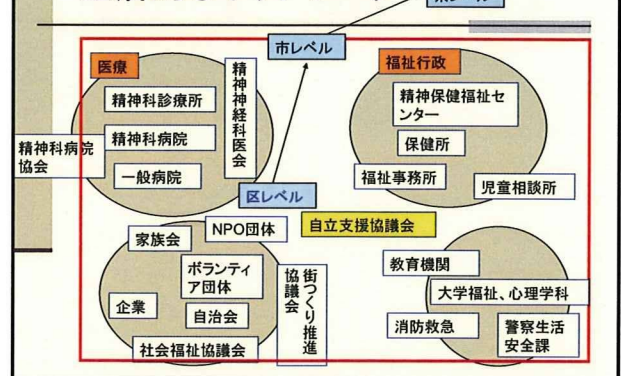 市レベル
医療
精神科診療所
精神科病院
一般病院
精神神経科医会
精神科病院
協会
福祉行政
精神保健福祉セ
ンター
保健所
福祉事務所
児童相談所
区レベル
自立支援協議会
NPO団体
家族会
ボランティ
ア団体
企業
自治会
社会福祉協議会
街つくり推進
協議会
教育機関
大学福祉、心理学科
消防救急
警察生活
安全課